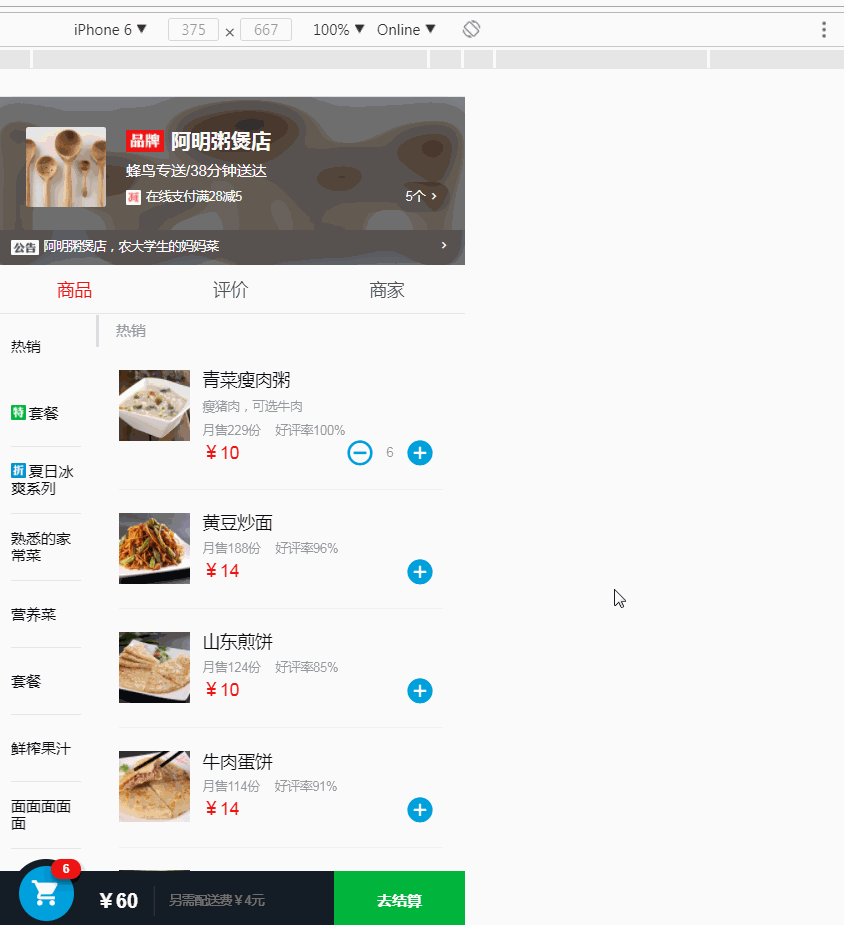 iPhone 6 ▼ 375 × 667 100% ▼ Online ▼
品牌 阿明粥煲店
蜂鸟专送/38分钟送达
减 在线支付满28减5 5个 >
公告 阿明粥煲店，农大学生的妈妈菜 >
商品 评价 商家
热销
特 套餐
折 夏日冰
爽系列
熟悉的家
常菜
营养菜
套餐
鲜榨果汁
面面面面
面
热销
青菜瘦肉粥
瘦猪肉，可选牛肉
月售229份 好评率100%
￥10 6
黄豆炒面
月售188份 好评率96%
￥14
山东煎饼
月售124份 好评率85%
￥10
牛肉蛋饼
月售114份 好评率91%
￥14
6
￥60 另需配送费￥4元 去结算